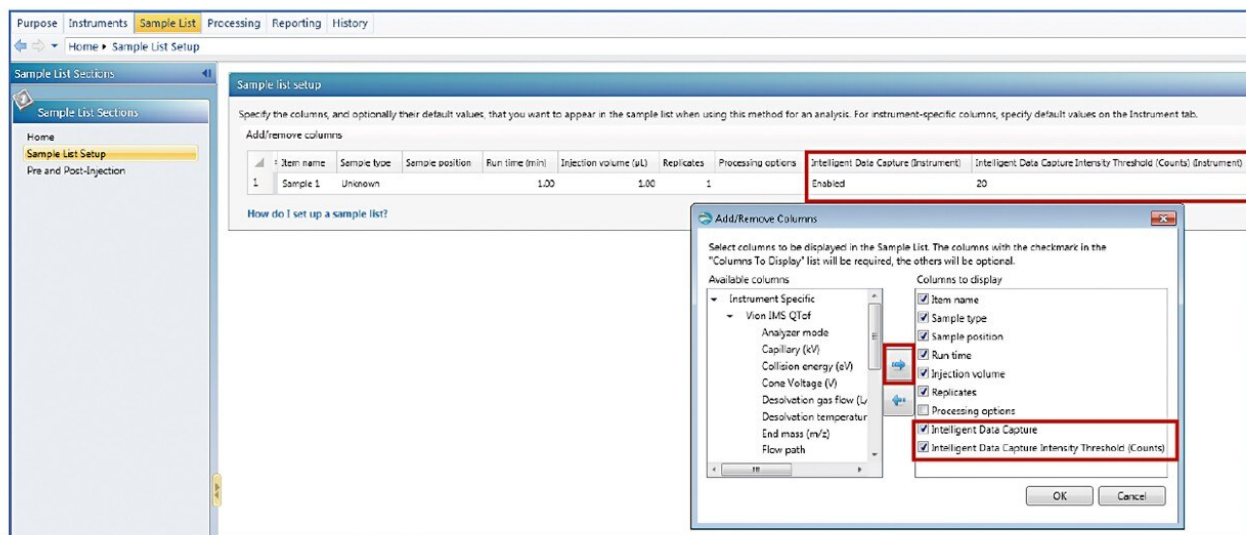 Purpose Instruments Sample List Processing Reporting History
Home ▸ Sample List Setup
Sample List Sections
Sample List Sections
Home
Sample List Setup
Pre and Post-Injection
Sample list setup
Specify the columns, and optionally their default values, that you want to appear in the sample list when using this method for an analysis. For instrument-specific columns, specify default values on the Instrument tab.
Add/remove columns
Item name Sample type Sample position Run time (min) Injection volume (µL) Replicates Processing options Intelligent Data Capture (Instrument) Intelligent Data Capture Intensity Threshold (Counts) (Instrument)
1 Sample 1 Unknown 1.00 1.00 1 Enabled 20
How do I set up a sample list?
Add/Remove Columns
Select columns to be displayed in the Sample List. The columns with the checkmark in the
"Columns To Display" list will be required, the others will be optional.
Available columns
Instrument Specific
Vion IMS QTof
Analyzer mode
Capillary (kV)
Collision energy (eV)
Cone Voltage (V)
Desolvation gas flow (L/
Desolvation temperatur
End mass (m/z)
Flow path
Columns to display
Item name
Sample type
Sample position
Run time
Injection volume
Replicates
Processing options
Intelligent Data Capture
Intelligent Data Capture Intensity Threshold (Counts)
OK Cancel